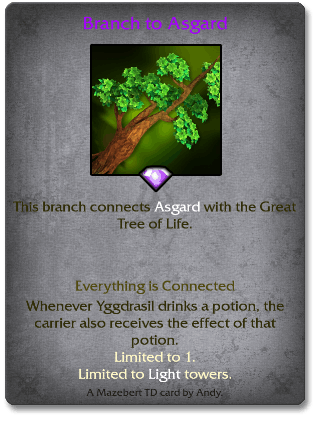 Branch to Asgard
This branch connects Asgard with the Great
Tree of Life.
Everything is Connected
Whenever Yggdrasil drinks a potion, the
carrier also receives the effect of that
potion.
Limited to 1.
Limited to Light towers.
A Mazebert TD card by Andy.